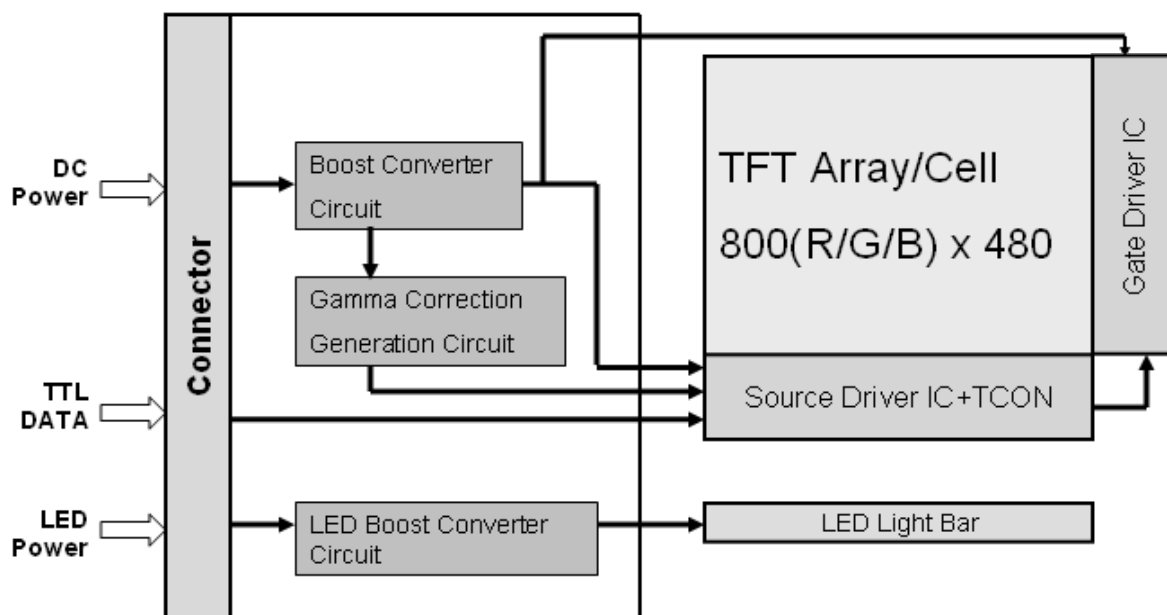 DC
Power
TTL
DATA
LED
Power
Connector
Boost Converter
Circuit
Gamma Correction
Generation Circuit
LED Boost Converter
Circuit
TFT Array/Cell
800(R/G/B) x 480
Gate Driver IC
Source Driver IC+TCON
LED Light Bar